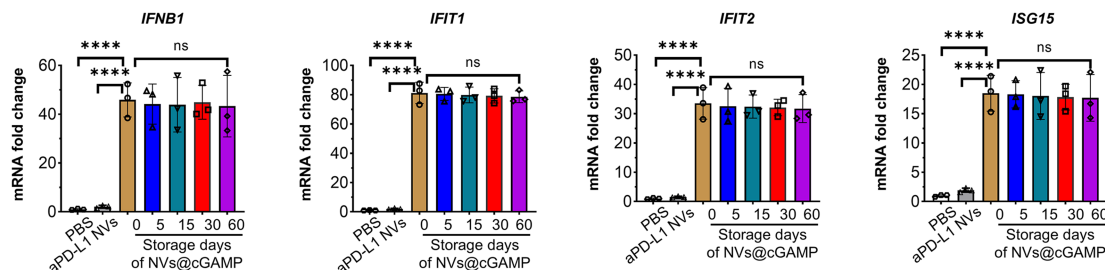 IFNB1
mRNA fold change
60
40
20
0
****
****
ns
PBS
aPD-L1 NVs
0 5 15 30 60
Storage days
of NVs@cGAMP
IFIT1
mRNA fold change
100
80
60
40
20
0
****
****
ns
PBS
aPD-L1 NVs
0 5 15 30 60
Storage days
of NVs@cGAMP
IFIT2
mRNA fold change
50
40
30
20
10
0
****
****
ns
PBS
aPD-L1 NVs
0 5 15 30 60
Storage days
of NVs@cGAMP
ISG15
mRNA fold change
25
20
15
10
5
0
****
****
ns
PBS
aPD-L1 NVs
0 5 15 30 60
Storage days
of NVs@cGAMP